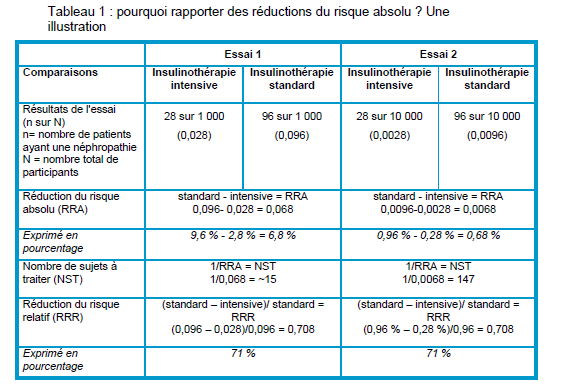 Tableau 1 : pourquoi rapporter des réductions du risque absolu ? Une
illustration
Essai 1
Essai 2
Comparaisons
Insulinothérapie
intensive
Insulinothérapie
standard
Insulinothérapie
intensive
Insulinothérapie
standard
Résultats de l'essai
(n sur N)
n= nombre de patients
ayant une néphropathie
N = nombre total de
participants
28 sur 1 000
(0,028)
96 sur 1 000
(0,096)
28 sur 10 000
(0,0028)
96 sur 10 000
(0,0096)
Réduction du risque
absolu (RRA)
standard - intensive = RRA
0,096- 0,028 = 0,068
standard - intensive = RRA
0,0096-0,0028 = 0,0068
Exprimé en
pourcentage
9,6 % - 2,8 % = 6,8 %
0,96 % - 0,28 % = 0,68 %
Nombre de sujets à
traiter (NST)
1/RRA = NST
1/0,068 = ~15
1/RRA = NST
1/0,0068 = 147
Réduction du risque
relatif (RRR)
(standard – intensive)/ standard =
RRR
(0,096 – 0,028)/0,096 = 0,708
(standard – intensive)/ standard =
RRR
(0,96 % – 0,28 %)/0,96 = 0,708
Exprimé en
pourcentage
71 %
71 %